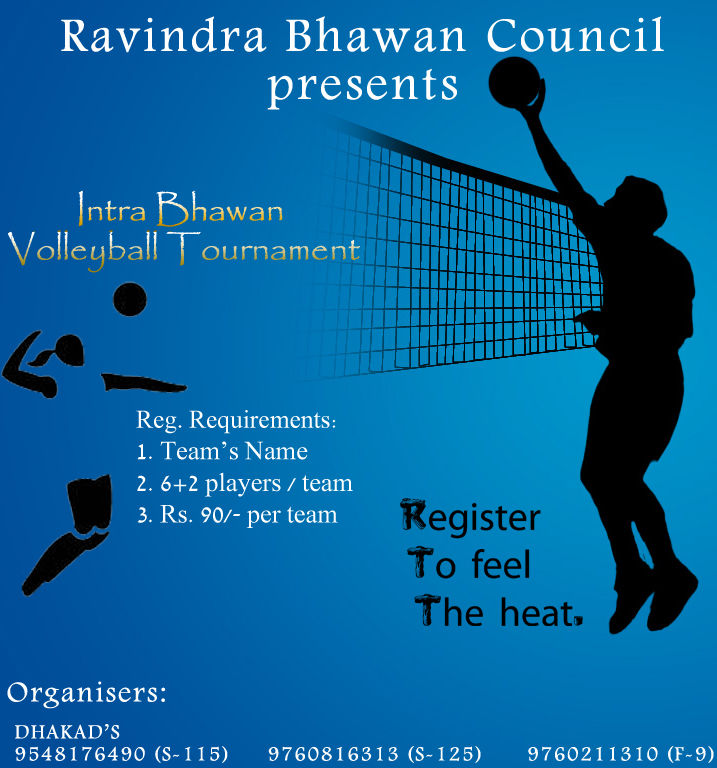 Ravindra Bhawan Council
presents
Intra Bhawan
Volleyball Tournament
Reg. Requirements:
1. Team's Name
2. 6+2 players / team
3. Rs. 90/- per team
Register
To feel
The heat.
Organisers:
DHAKAD'S
9548176490 (S-115) 9760816313 (S-125) 9760211310 (F-9)